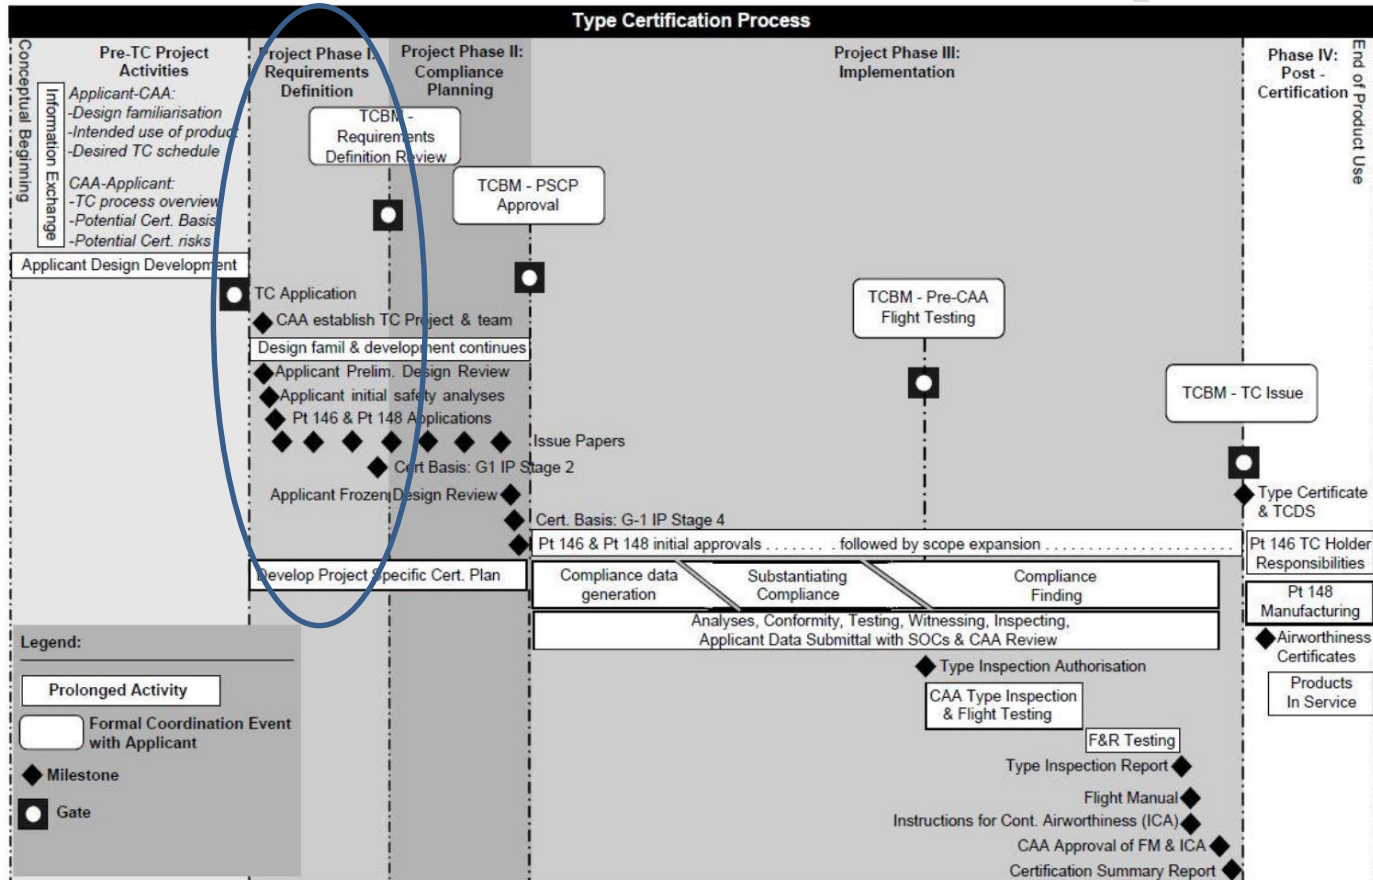 Type Certification Process
Conceptual Beginning
Pre-TC Project
Activities
Information Exchange
Applicant-CAA:
-Design familiarisation
-Intended use of product
-Desired TC schedule
CAA-Applicant:
-TC process overview
-Potential Cert. Basis
-Potential Cert. risks
Applicant Design Development
Project Phase I:
Requirements
Definition
Project Phase II:
Compliance
Planning
Project Phase III:
Implementation
Phase IV:
Post -
Certification
End of Product Use
TCBM -
Requirements
Definition Review
TCBM - PSCP
Approval
TCBM - Pre-CAA
Flight Testing
TCBM - TC Issue
TC Application
CAA establish TC Project & team
Design famil & development continues
Applicant Prelim. Design Review
Applicant initial safety analyses
Pt 146 & Pt 148 Applications
Issue Papers
Cert Basis: G1 IP Stage 2
Applicant Frozen Design Review
Cert. Basis: G-1 IP Stage 4
Pt 146 & Pt 148 initial approvals . . . . . . . . followed by scope expansion . . . . . . . . . . . . . . . . . . . . . .
Develop Project Specific Cert. Plan
Compliance data
generation
Substantiating
Compliance
Compliance
Finding
Analyses, Conformity, Testing, Witnessing, Inspecting,
Applicant Data Submittal with SOCs & CAA Review
Type Inspection Authorisation
CAA Type Inspection
& Flight Testing
F&R Testing
Type Inspection Report
Flight Manual
Instructions for Cont. Airworthiness (ICA)
CAA Approval of FM & ICA
Certification Summary Report
Type Certificate
& TCDS
Pt 146 TC Holder
Responsibilities
Pt 148
Manufacturing
Airworthiness
Certificates
Products
In Service
Legend:
Prolonged Activity
Formal Coordination Event
with Applicant
Milestone
Gate